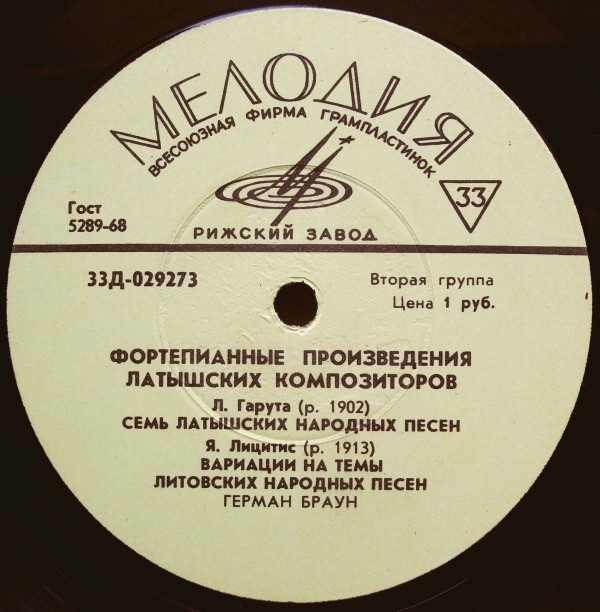 МЕЛОДИЯ
ВСЕСОЮЗНАЯ ФИРМА ГРАМПЛАСТИНОК
33
Гост
5289-68
РИЖСКИЙ ЗАВОД
33Д-029273
Вторая группа
Цена 1 руб.
ФОРТЕПИАННЫЕ ПРОИЗВЕДЕНИЯ
ЛАТЫШСКИХ КОМПОЗИТОРОВ
Л. Гарута (р. 1902)
СЕМЬ ЛАТЫШСКИХ НАРОДНЫХ ПЕСЕН
Я. Лицитис (р. 1913)
ВАРИАЦИИ НА ТЕМЫ
ЛИТОВСКИХ НАРОДНЫХ ПЕСЕН
ГЕРМАН БРАУН